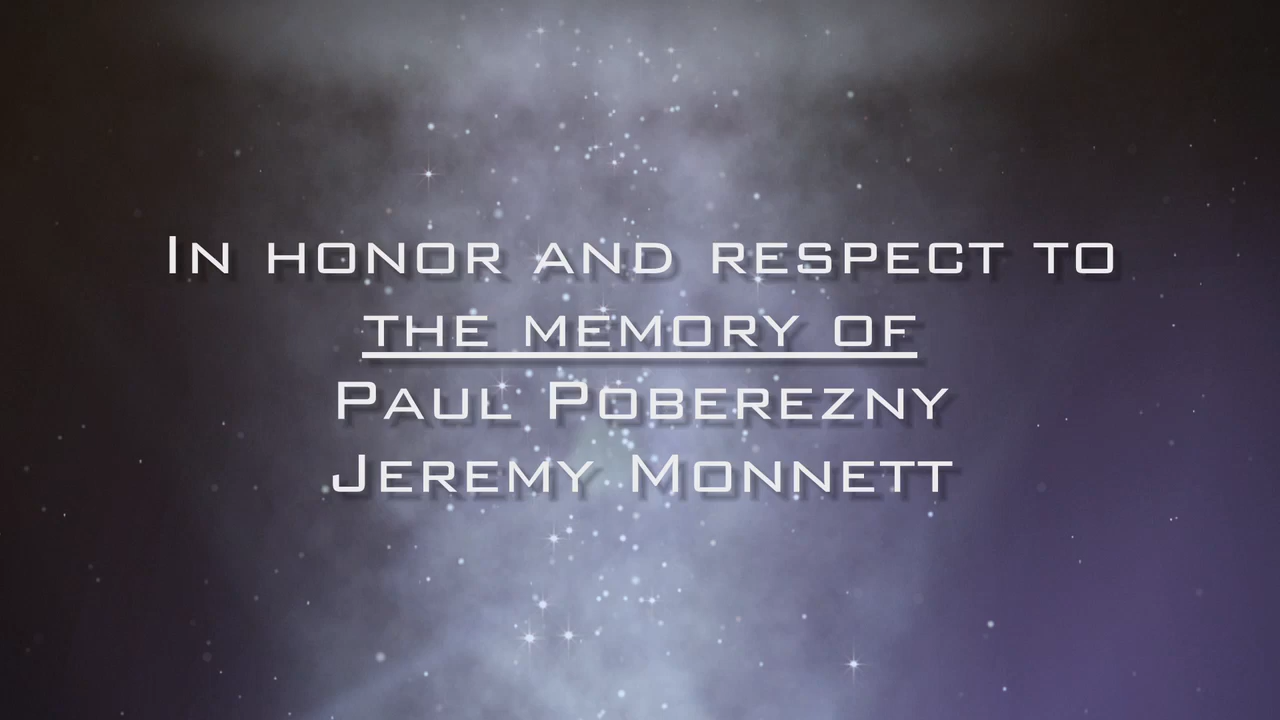 In honor and respect to
the memory of
Paul Poberezny
Jeremy Monnett